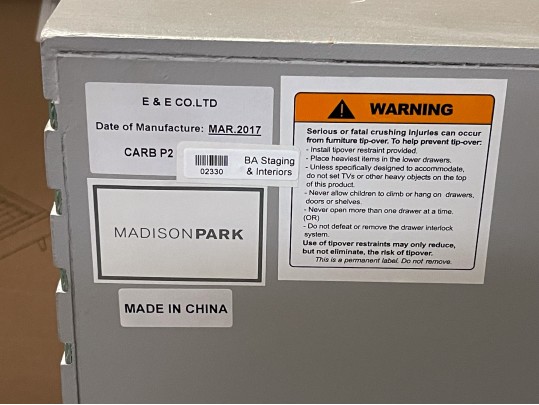 E & E CO.LTD
Date of Manufacture: MAR.2017
CARB P2
02330
BA Staging
& Interiors
MADISONPARK
MADE IN CHINA
WARNING
Serious or fatal crushing injuries can occur
from furniture tip-over. To help prevent tip-over:
- Install tipover restraint provided.
- Place heaviest items in the lower drawers.
- Unless specifically designed to accommodate,
do not set TVs or other heavy objects on the top
of this product.
- Never allow children to climb or hang on drawers,
doors or shelves.
- Never open more than one drawer at a time.
(OR)
- Do not defeat or remove the drawer interlock
system.
Use of tipover restraints may only reduce,
but not eliminate, the risk of tipover.
This is a permanent label. Do not remove.